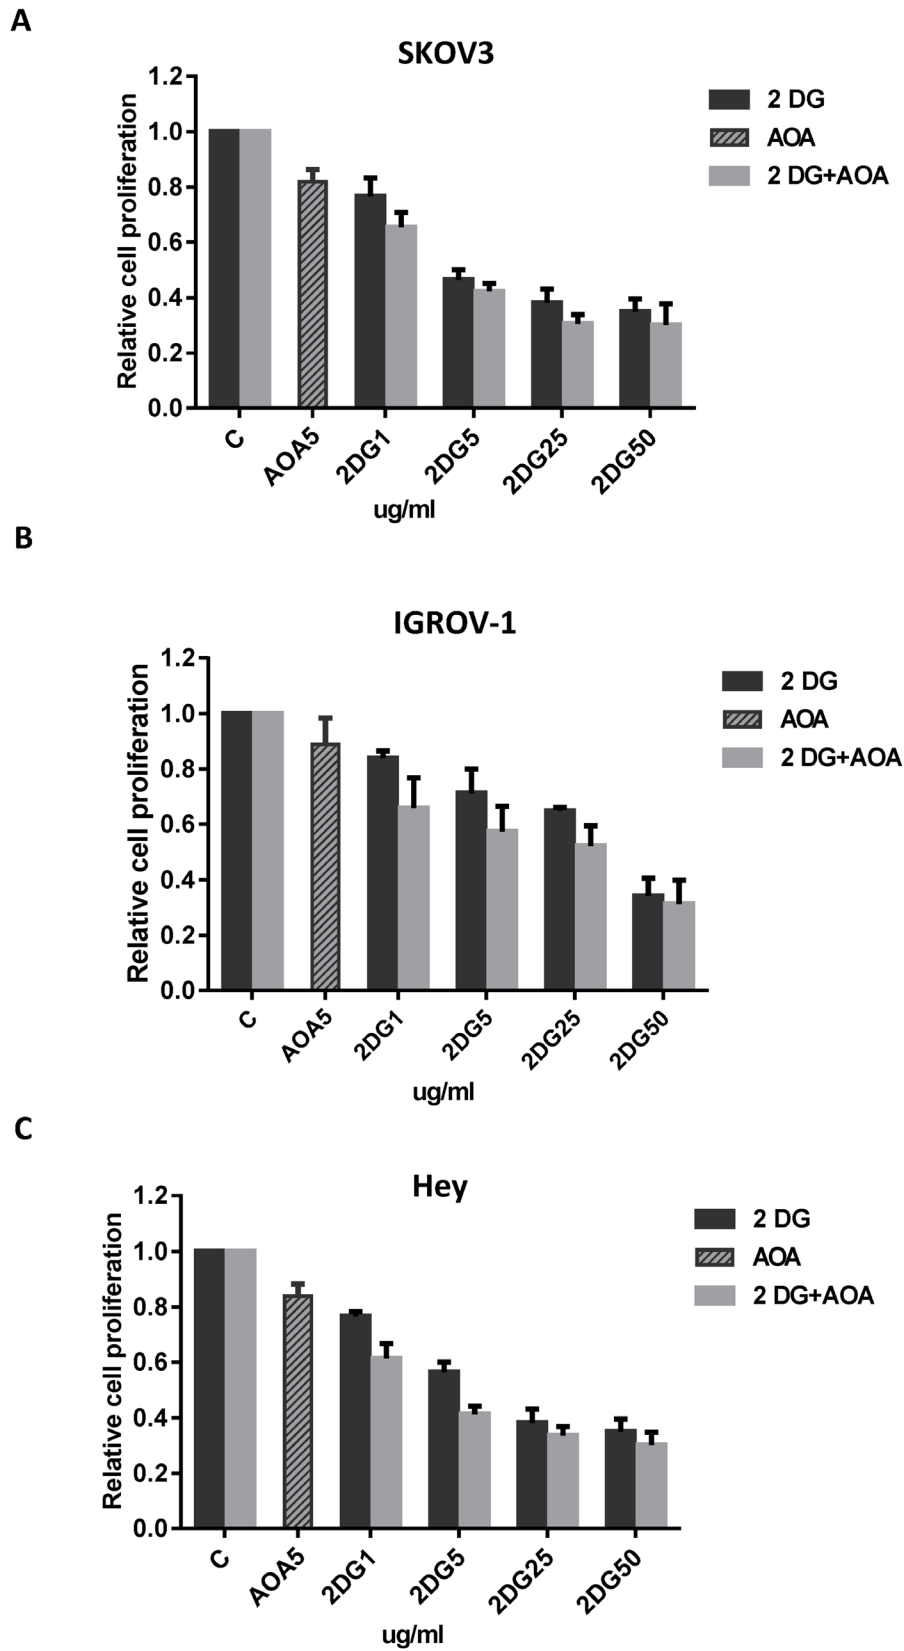 A
SKOV3
Relative cell proliferation
1.2
1.0
0.8
0.6
0.4
0.2
0.0
C
AOA5
2DG1
2DG5
2DG25
2DG50
ug/ml
2 DG
AOA
2 DG+AOA
B
IGROV-1
Relative cell proliferation
1.2
1.0
0.8
0.6
0.4
0.2
0.0
C
AOA5
2DG1
2DG5
2DG25
2DG50
ug/ml
2 DG
AOA
2 DG+AOA
C
Hey
Relative cell proliferation
1.2
1.0
0.8
0.6
0.4
0.2
0.0
C
AOA5
2DG1
2DG5
2DG25
2DG50
ug/ml
2 DG
AOA
2 DG+AOA